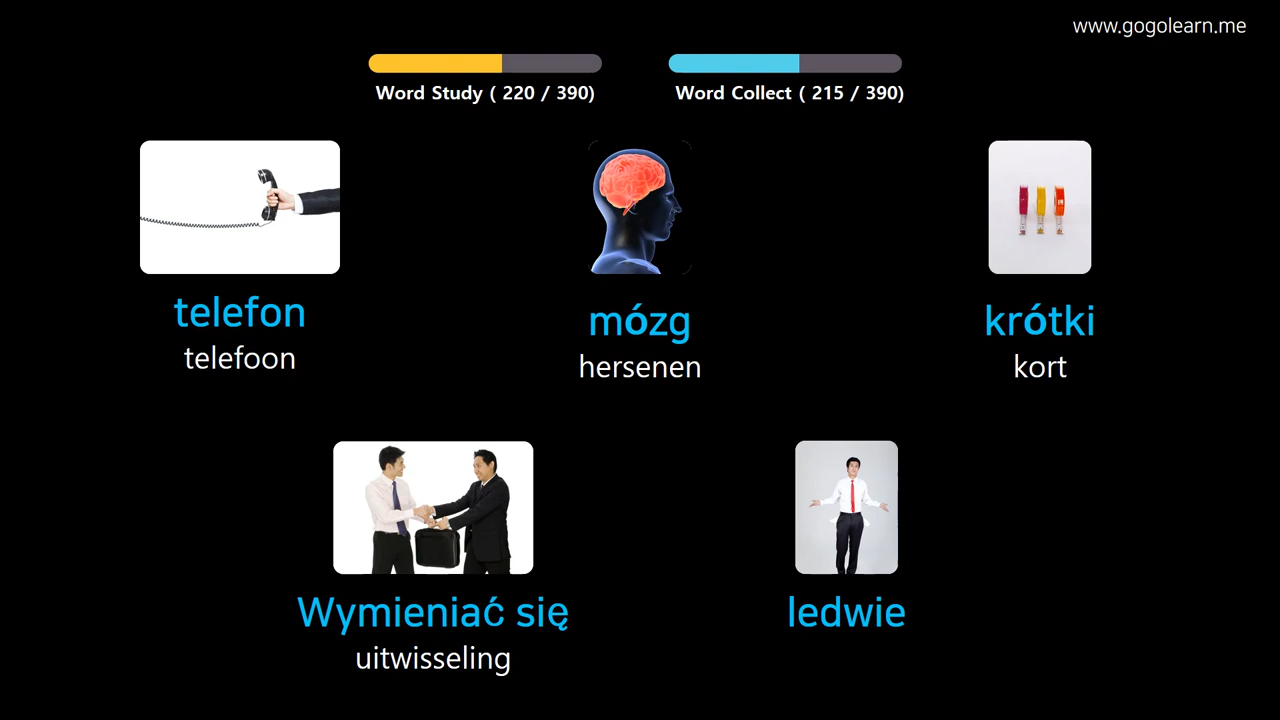 www.gogolearn.me
Word Study ( 220 / 390)
Word Collect ( 215 / 390)
telefon
telefoon
mózg
hersenen
krótki
kort
Wymieniać się
uitwisseling
ledwie